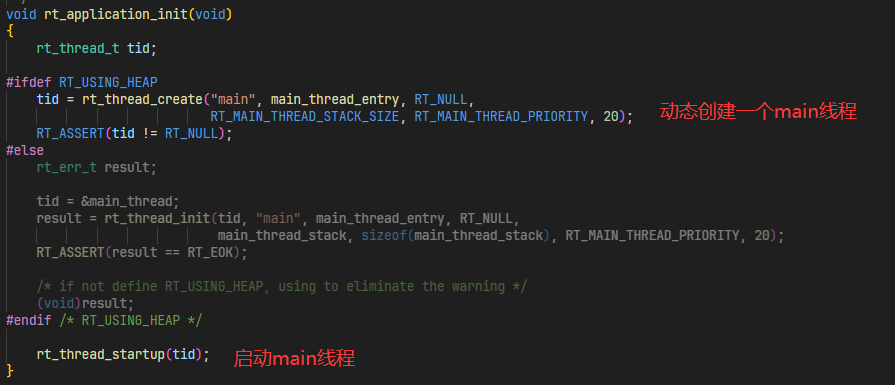 void rt_application_init(void)
{
    rt_thread_t tid;
#ifdef RT_USING_HEAP
    tid = rt_thread_create("main", main_thread_entry, RT_NULL,
                           RT_MAIN_THREAD_STACK_SIZE, RT_MAIN_THREAD_PRIORITY, 20); 动态创建一个main线程
    RT_ASSERT(tid != RT_NULL);
#else
    rt_err_t result;
    tid = &main_thread;
    result = rt_thread_init(tid, "main", main_thread_entry, RT_NULL,
                            main_thread_stack, sizeof(main_thread_stack), RT_MAIN_THREAD_PRIORITY, 20);
    RT_ASSERT(result == RT_EOK);
    /* if not define RT_USING_HEAP, using to eliminate the warning */
    (void)result;
#endif /* RT_USING_HEAP */
    rt_thread_startup(tid); 启动main线程
}